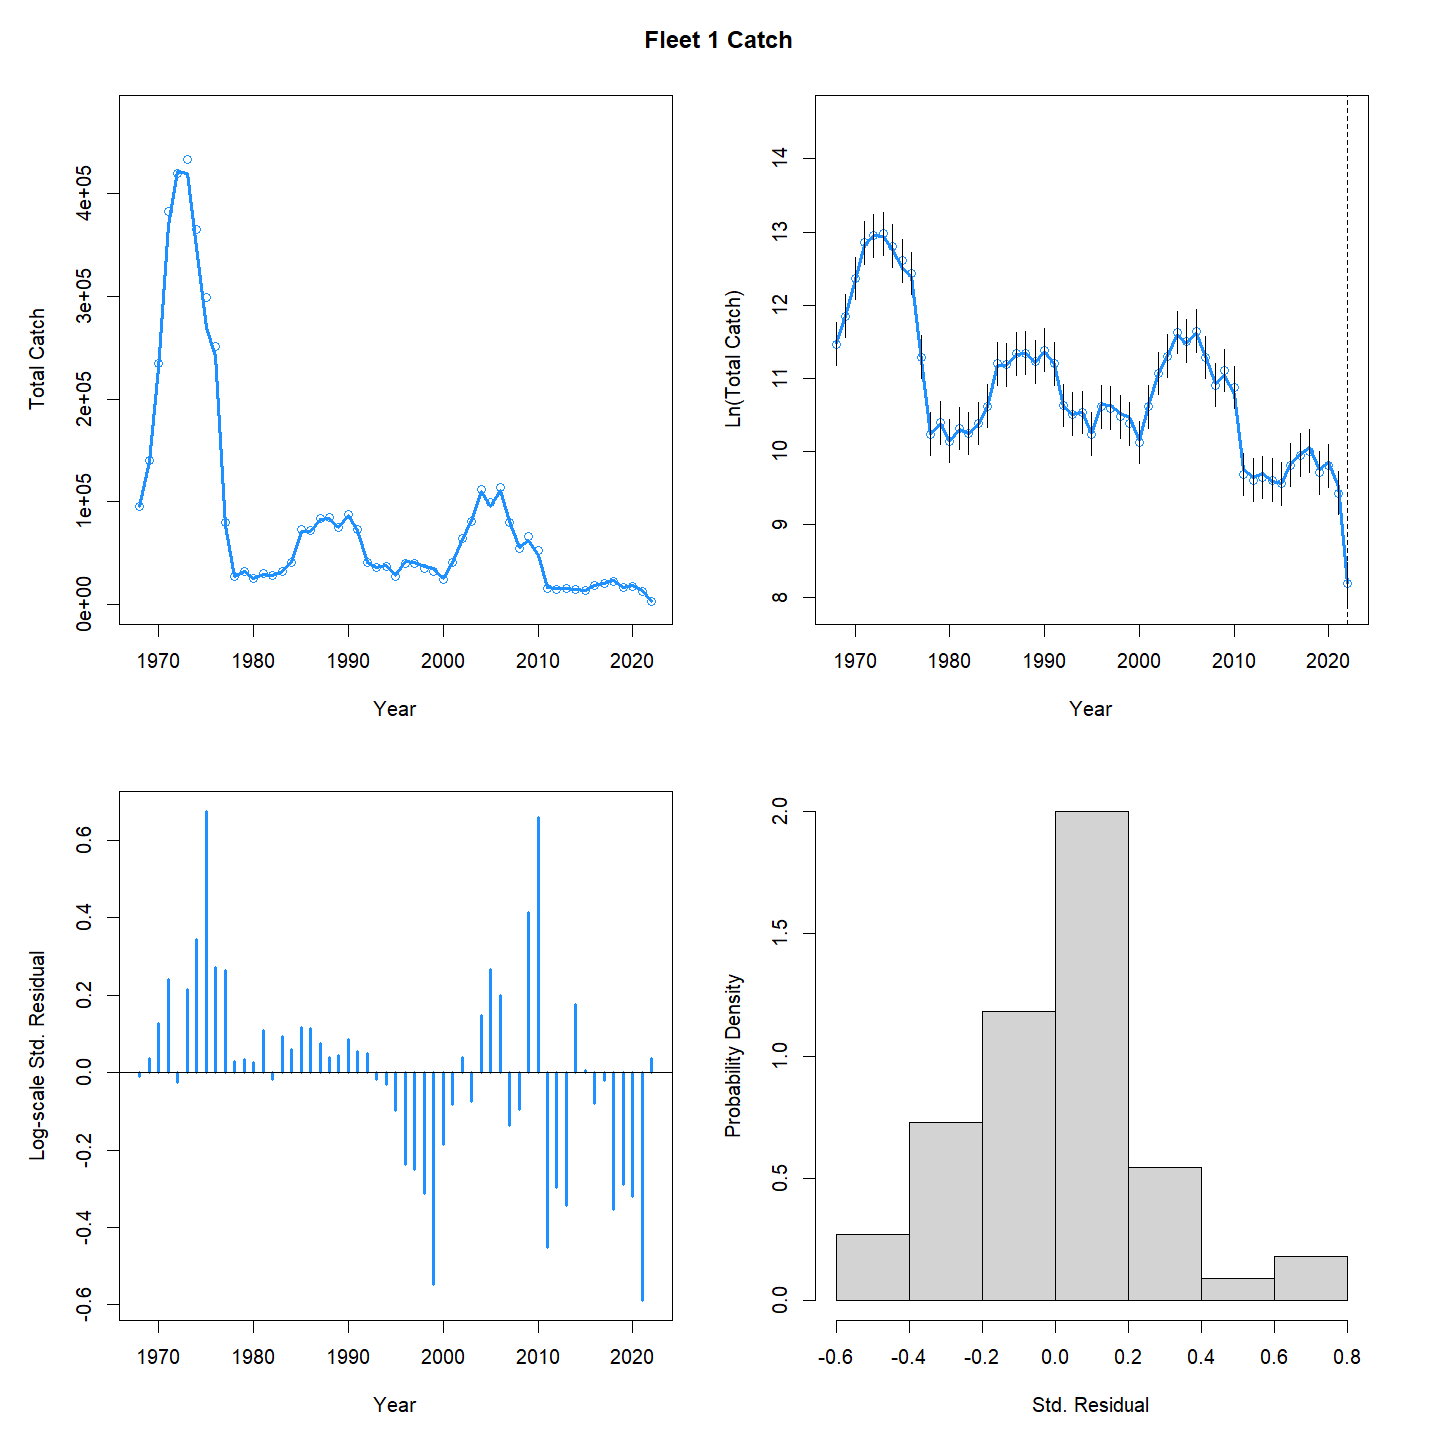 Fleet 1 Catch
Total Catch
0e+00 1e+05 2e+05 3e+05 4e+05
1970 1980 1990 2000 2010 2020
Year
Ln(Total Catch)
8 9 10 11 12 13 14
1970 1980 1990 2000 2010 2020
Year
Log-scale Std. Residual
-0.6 -0.4 -0.2 0.0 0.2 0.4 0.6
1970 1980 1990 2000 2010 2020
Year
Probability Density
0.0 0.5 1.0 1.5 2.0
-0.6 -0.4 -0.2 0.0 0.2 0.4 0.6 0.8
Std. Residual